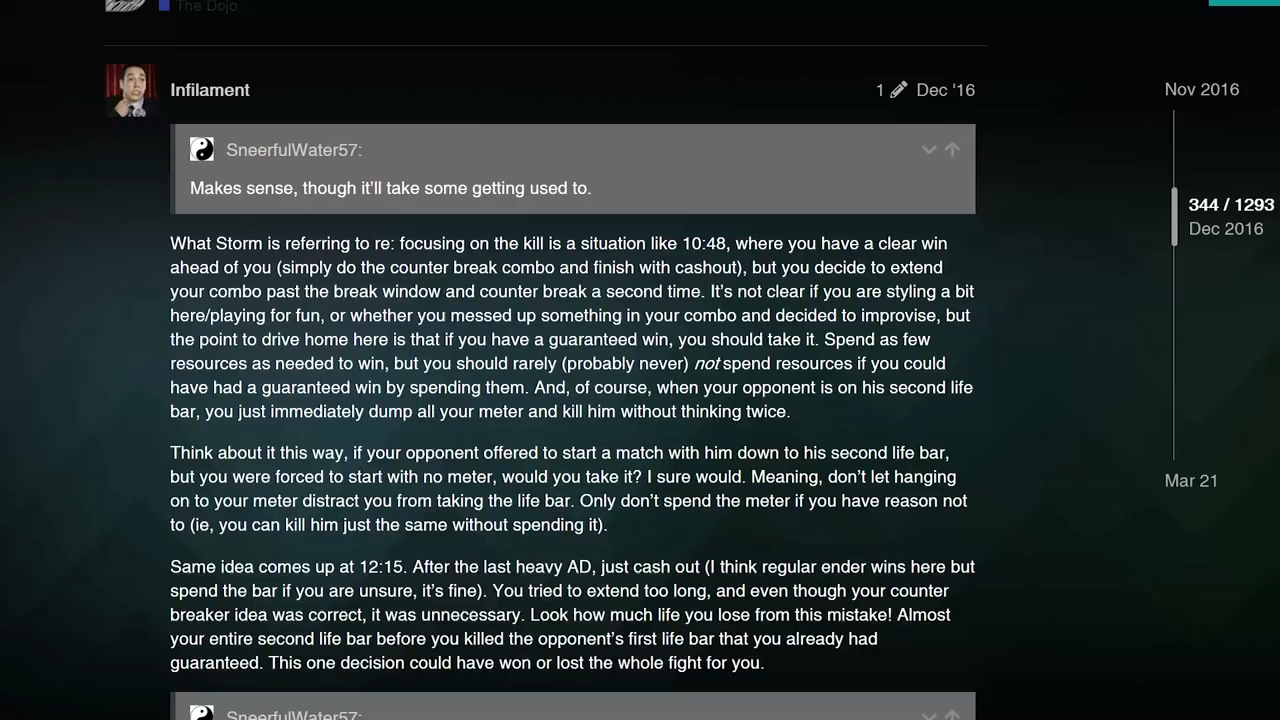 The Dojo
Infilament
1 Dec '16
Nov 2016
SneerfulWater57:
Makes sense, though it'll take some getting used to.
344 / 1293
Dec 2016
What Storm is referring to re: focusing on the kill is a situation like 10:48, where you have a clear win
ahead of you (simply do the counter break combo and finish with cashout), but you decide to extend
your combo past the break window and counter break a second time. It's not clear if you are styling a bit
here/playing for fun, or whether you messed up something in your combo and decided to improvise, but
the point to drive home here is that if you have a guaranteed win, you should take it. Spend as few
resources as needed to win, but you should rarely (probably never) not spend resources if you could
have had a guaranteed win by spending them. And, of course, when your opponent is on his second life
bar, you just immediately dump all your meter and kill him without thinking twice.
Think about it this way, if your opponent offered to start a match with him down to his second life bar,
but you were forced to start with no meter, would you take it? I sure would. Meaning, don't let hanging
on to your meter distract you from taking the life bar. Only don't spend the meter if you have reason not
to (ie, you can kill him just the same without spending it).
Mar 21
Same idea comes up at 12:15. After the last heavy AD, just cash out (I think regular ender wins here but
spend the bar if you are unsure, it's fine). You tried to extend too long, and even though your counter
breaker idea was correct, it was unnecessary. Look how much life you lose from this mistake! Almost
your entire second life bar before you killed the opponent's first life bar that you already had
guaranteed. This one decision could have won or lost the whole fight for you.
SneerfulWater57: